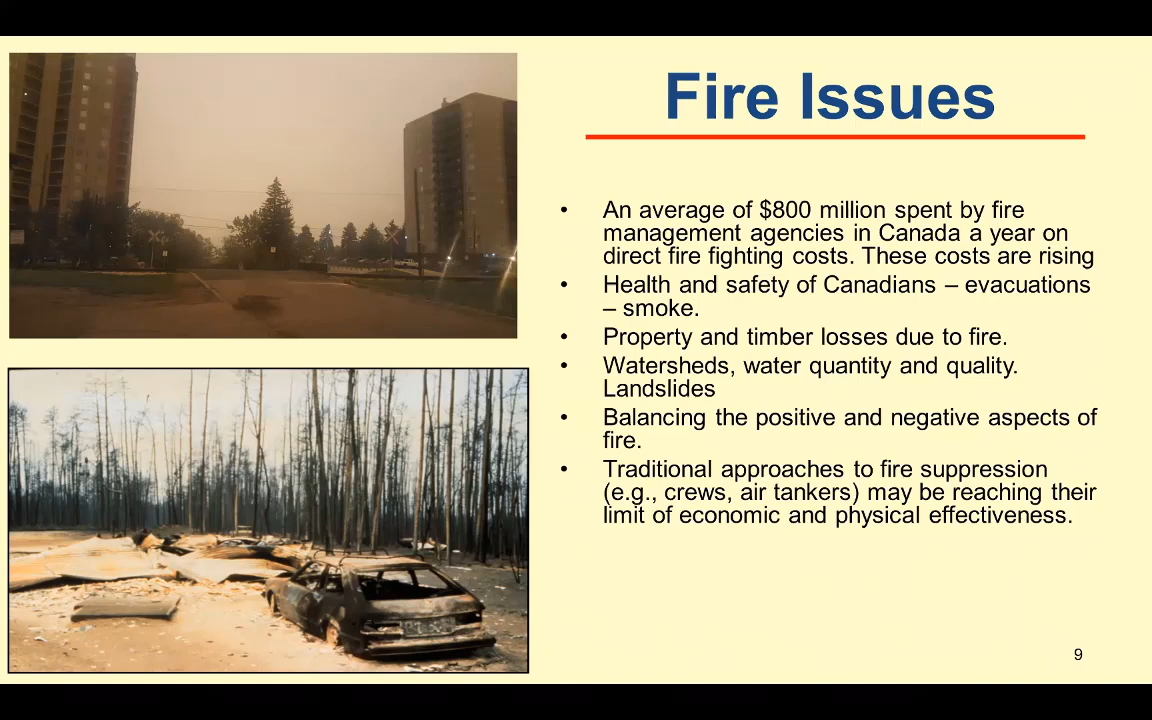 Fire Issues
• An average of $800 million spent by fire
management agencies in Canada a year on
direct fire fighting costs. These costs are rising
• Health and safety of Canadians – evacuations
– smoke.
• Property and timber losses due to fire.
• Watersheds, water quantity and quality.
Landslides
• Balancing the positive and negative aspects of
fire.
• Traditional approaches to fire suppression
(e.g., crews, air tankers) may be reaching their
limit of economic and physical effectiveness.
9